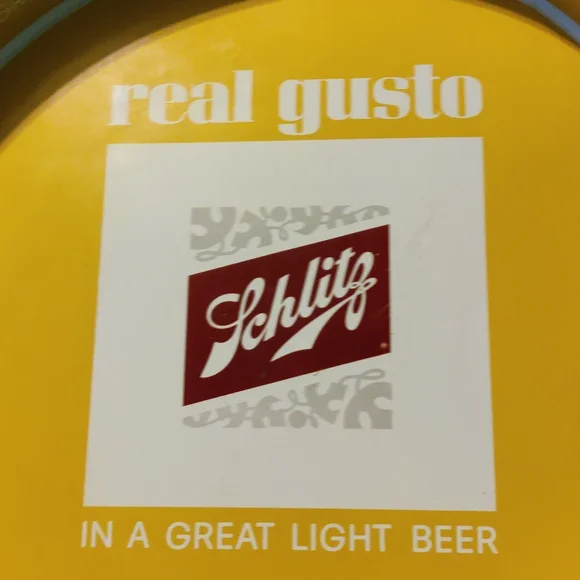 real gusto
Schlitz
IN A GREAT LIGHT BEER